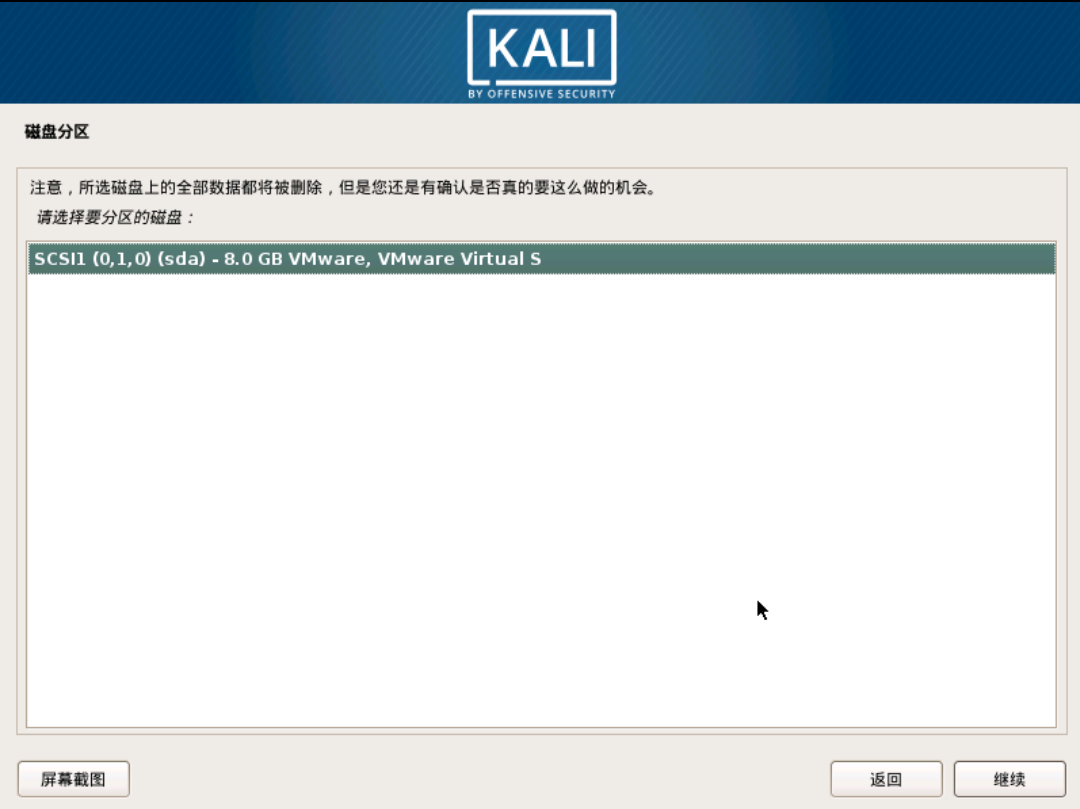 KALI
BY OFFENSIVE SECURITY
磁盘分区
注意，所选磁盘上的全部数据都将被删除，但是您还是有确认是否真的要这么做的机会。
请选择要分区的磁盘：
SCSI1 (0,1,0) (sda) - 8.0 GB VMware, VMware Virtual S
屏幕截图
返回
继续